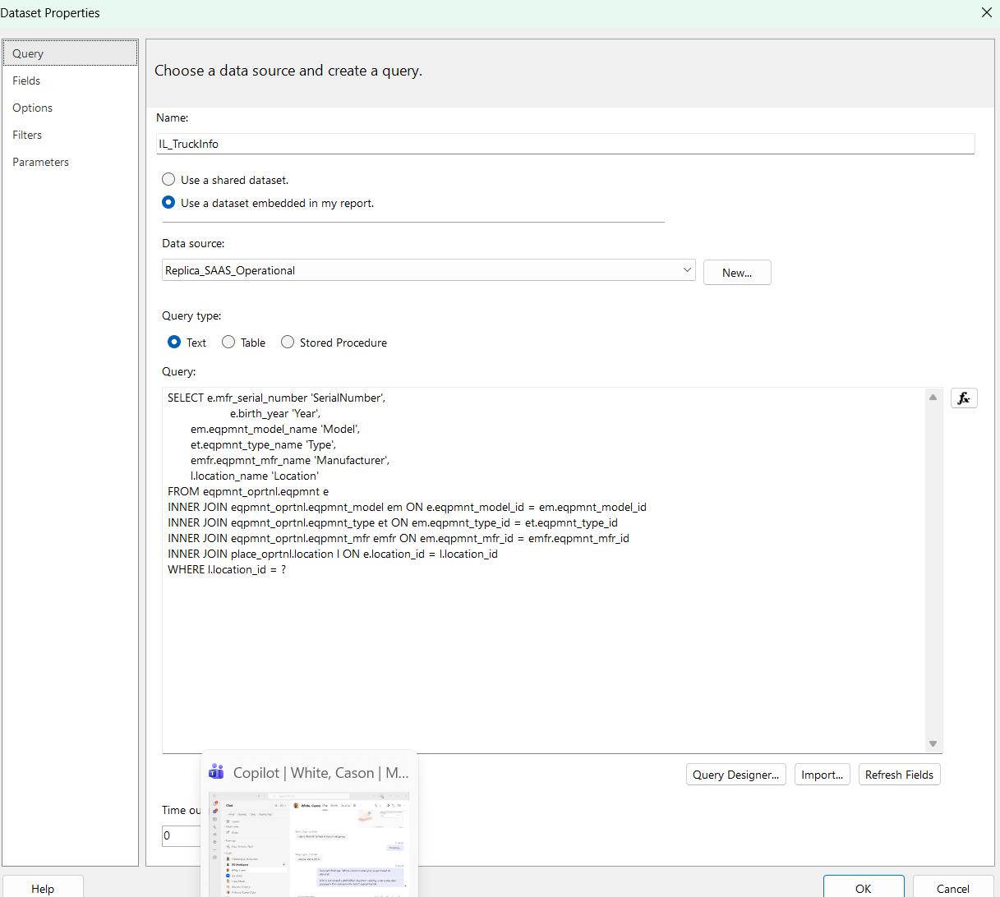 Dataset Properties
Query
Fields
Options
Filters
Parameters
Choose a data source and create a query.
Name:
IL_TruckInfo
Use a shared dataset.
Use a dataset embedded in my report.
Data source:
Replica_SAAS_Operational
New...
Query type:
Text Table Stored Procedure
Query:
SELECT e.mfr_serial_number 'SerialNumber',
e.birth_year 'Year',
em.eqpmnt_model_name 'Model',
et.eqpmnt_type_name 'Type',
emfr.eqpmnt_mfr_name 'Manufacturer',
l.location_name 'Location'
FROM eqpmnt_oprtnl.eqpmnt e
INNER JOIN eqpmnt_oprtnl.eqpmnt_model em ON e.eqpmnt_model_id = em.eqpmnt_model_id
INNER JOIN eqpmnt_oprtnl.eqpmnt_type et ON em.eqpmnt_type_id = et.eqpmnt_type_id
INNER JOIN eqpmnt_oprtnl.eqpmnt_mfr emfr ON em.eqpmnt_mfr_id = emfr.eqpmnt_mfr_id
INNER JOIN place_oprtnl.location l ON e.location_id = l.location_id
WHERE l.location_id = ?
fx
Query Designer... Import... Refresh Fields
Copilot | White, Cason | M...
Time ou
0
Chat
White, Cason
Help
OK
Cancel